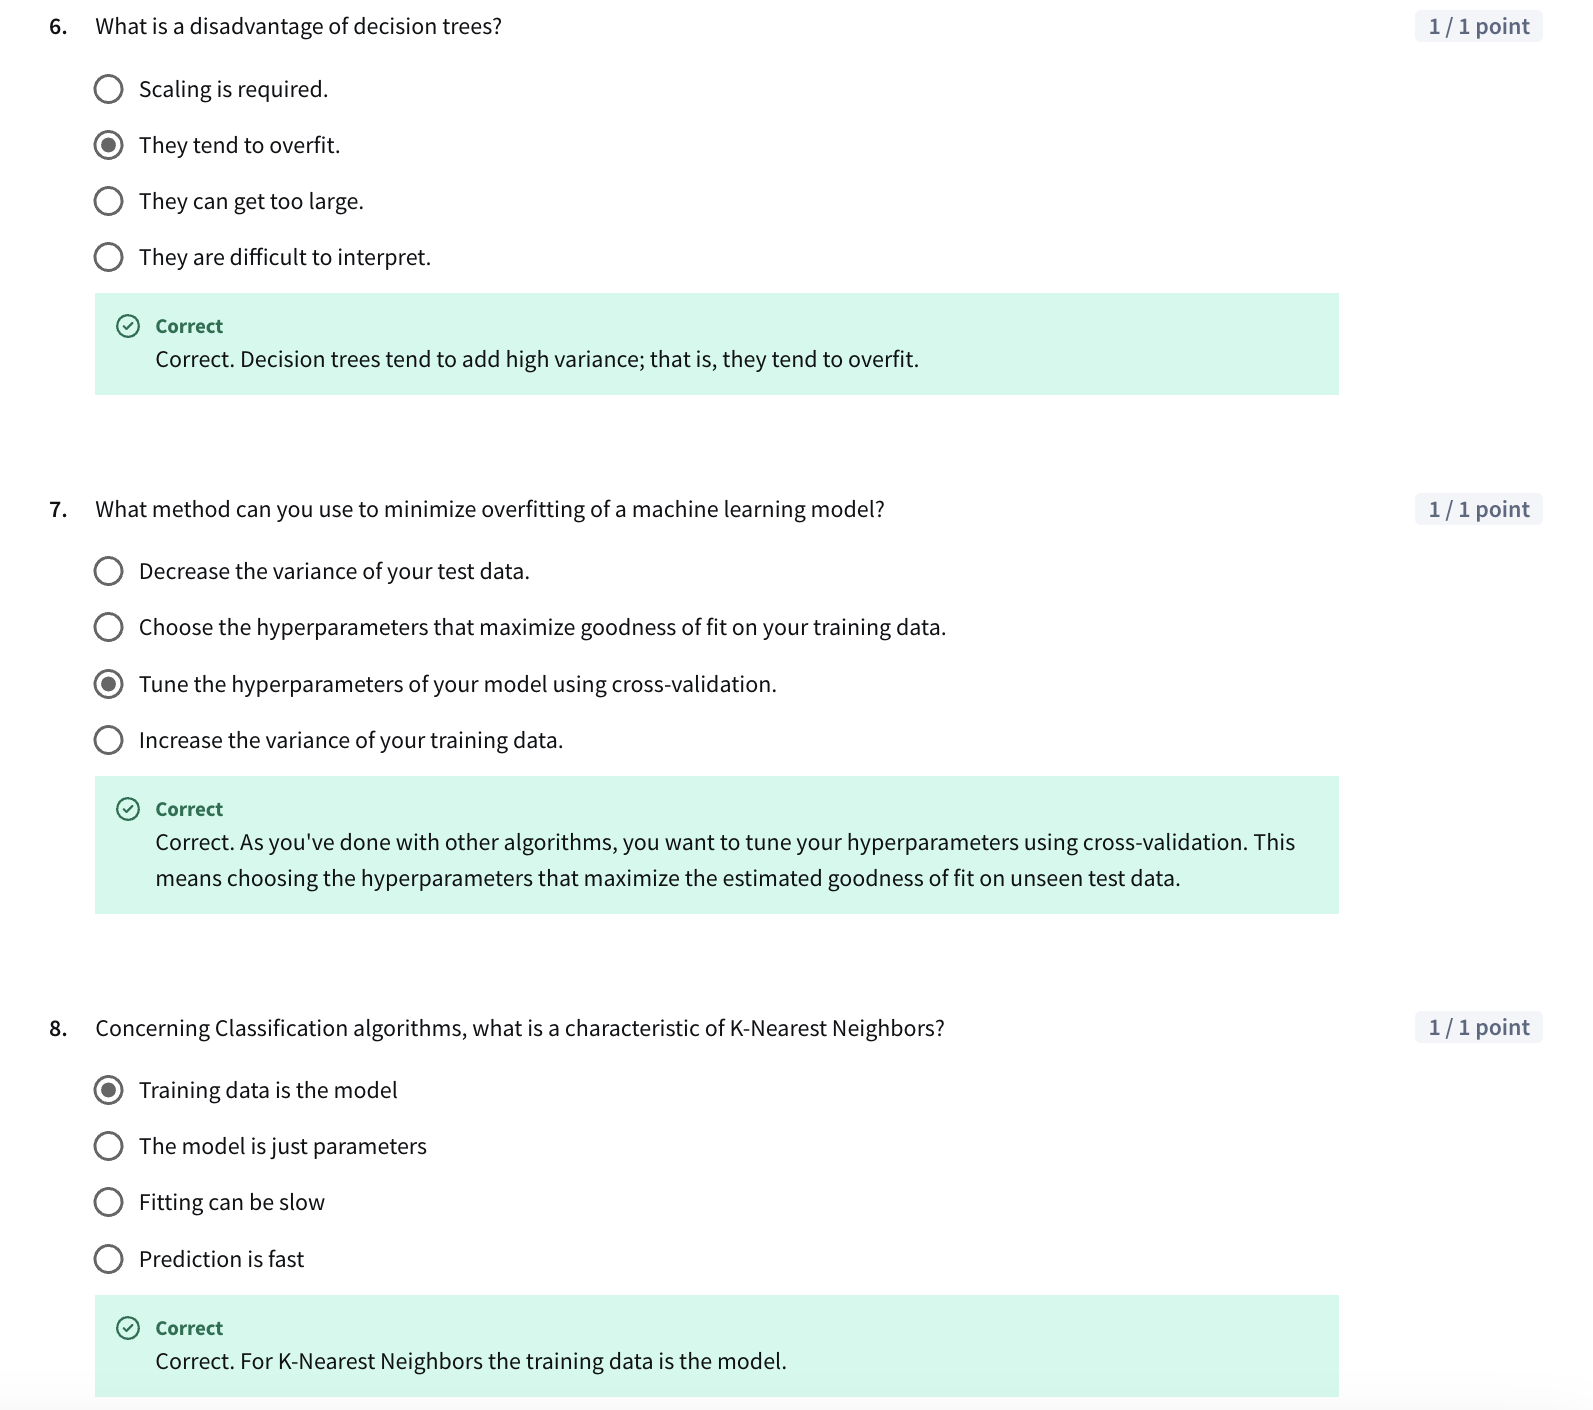 6. What is a disadvantage of decision trees? 1 / 1 point
Scaling is required.
They tend to overfit.
They can get too large.
They are difficult to interpret.
Correct
Correct. Decision trees tend to add high variance; that is, they tend to overfit.
7. What method can you use to minimize overfitting of a machine learning model? 1 / 1 point
Decrease the variance of your test data.
Choose the hyperparameters that maximize goodness of fit on your training data.
Tune the hyperparameters of your model using cross-validation.
Increase the variance of your training data.
Correct
Correct. As you've done with other algorithms, you want to tune your hyperparameters using cross-validation. This
means choosing the hyperparameters that maximize the estimated goodness of fit on unseen test data.
8. Concerning Classification algorithms, what is a characteristic of K-Nearest Neighbors? 1 / 1 point
Training data is the model
The model is just parameters
Fitting can be slow
Prediction is fast
Correct
Correct. For K-Nearest Neighbors the training data is the model.